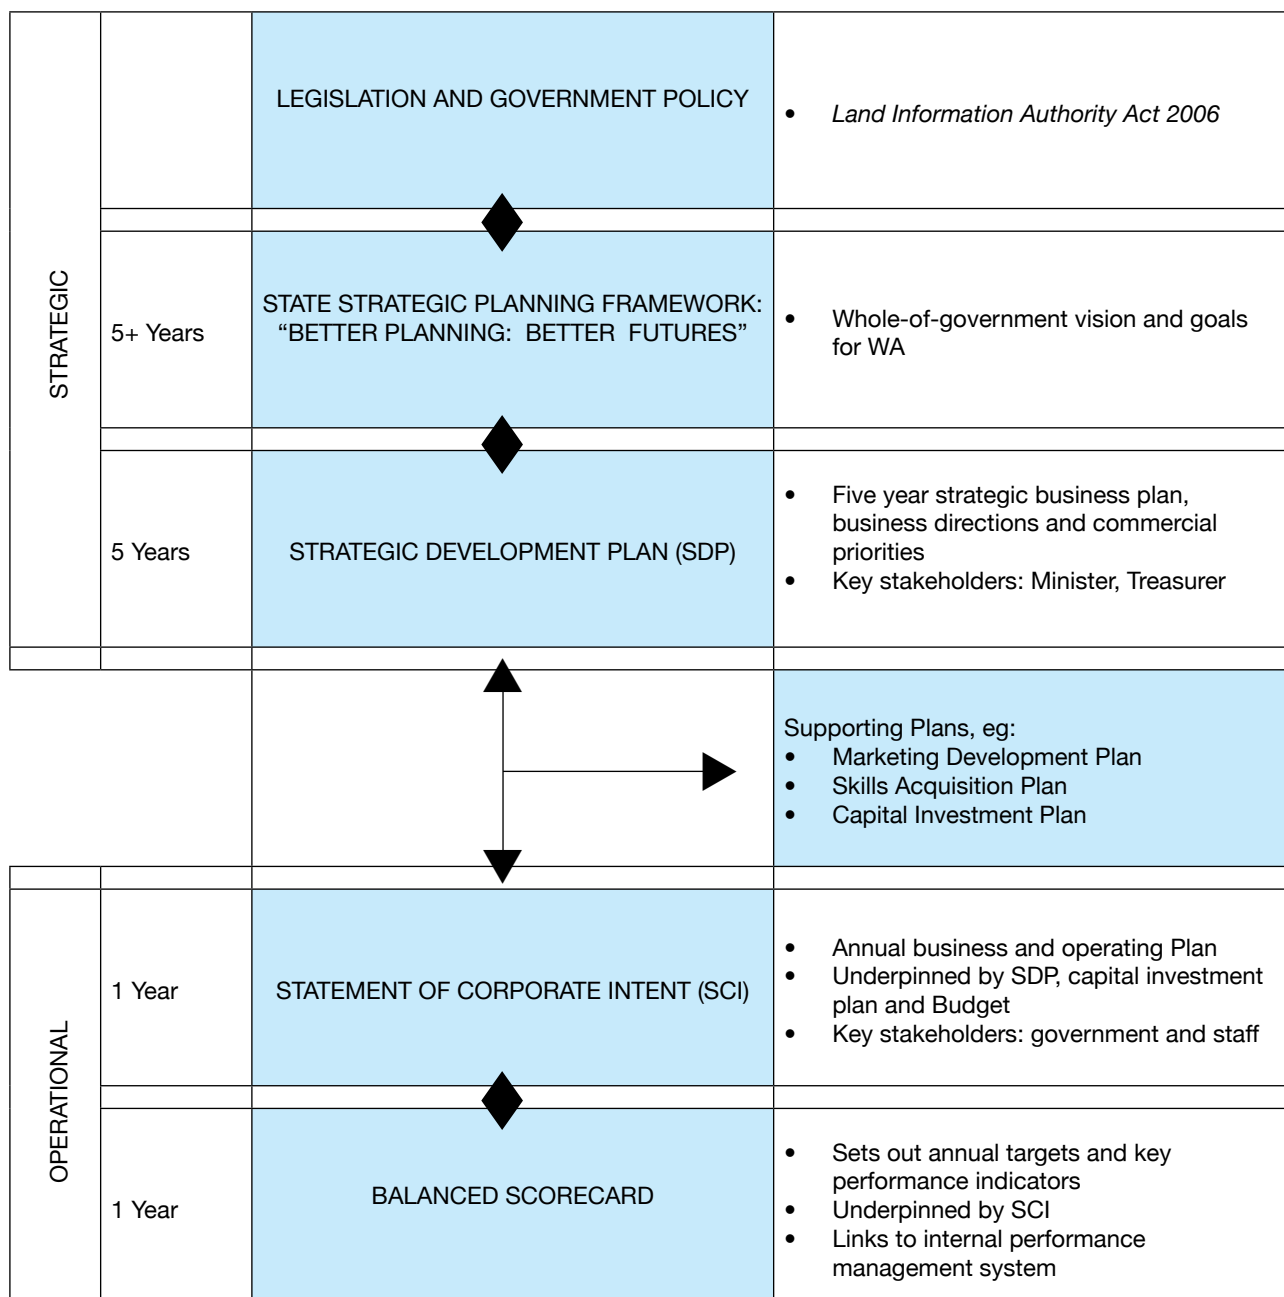 STRATEGIC
LEGISLATION AND GOVERNMENT POLICY
• Land Information Authority Act 2006
5+ Years
STATE STRATEGIC PLANNING FRAMEWORK:
“BETTER PLANNING: BETTER FUTURES”
• Whole-of-government vision and goals
for WA
5 Years
STRATEGIC DEVELOPMENT PLAN (SDP)
• Five year strategic business plan,
business directions and commercial
priorities
• Key stakeholders: Minister, Treasurer
Supporting Plans, eg:
• Marketing Development Plan
• Skills Acquisition Plan
• Capital Investment Plan
OPERATIONAL
1 Year
STATEMENT OF CORPORATE INTENT (SCI)
• Annual business and operating Plan
• Underpinned by SDP, capital investment
plan and Budget
• Key stakeholders: government and staff
1 Year
BALANCED SCORECARD
• Sets out annual targets and key
performance indicators
• Underpinned by SCI
• Links to internal performance
management system